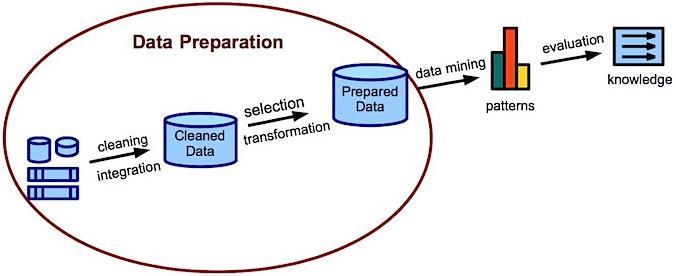 Data Preparation
cleaning
integration
Cleaned
Data
selection
transformation
Prepared
Data
data mining
patterns
evaluation
knowledge